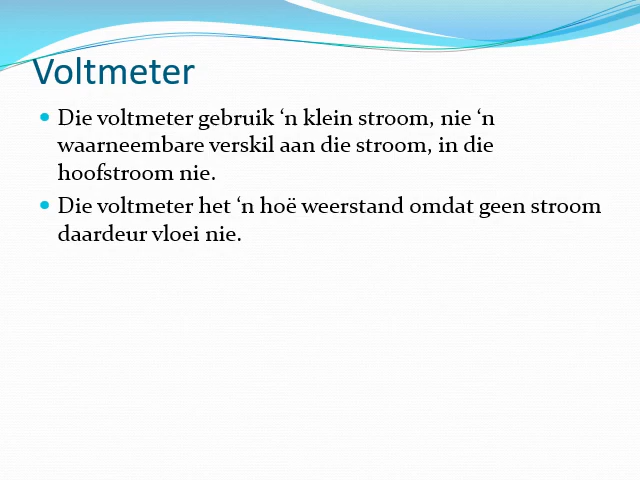 Voltmeter
• Die voltmeter gebruik ‘n klein stroom, nie ‘n
waarneembare verskil aan die stroom, in die
hoofstroom nie.
• Die voltmeter het ‘n hoë weerstand omdat geen stroom
daardeur vloei nie.